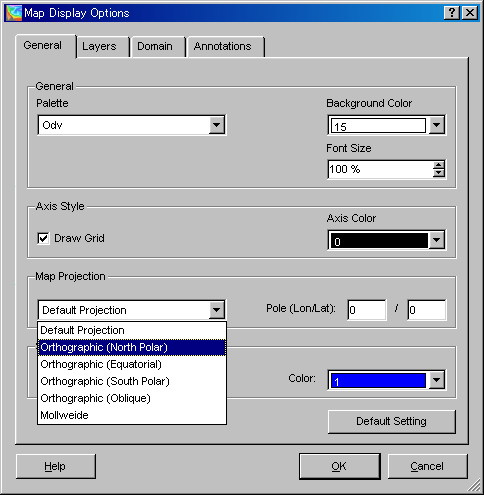 Map Display Options
General Layers Domain Annotations
General
Palette Background Color
Odv 15
Font Size
100 %
Axis Style
Axis Color
Draw Grid 0
Map Projection
Default Projection Pole (Lon/Lat): 0 / 0
Default Projection
Orthographic (North Polar)
Orthographic (Equatorial)
Orthographic (South Polar)
Orthographic (Oblique)
Mollweide
Color: 1
Default Setting
Help OK Cancel